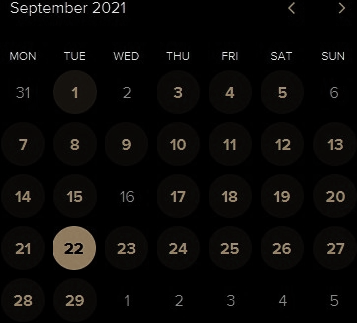 September 2021
MON TUE WED THU FRI SAT SUN
31 1 2 3 4 5 6
7 8 9 10 11 12 13
14 15 16 17 18 19 20
21 22 23 24 25 26 27
28 29 1 2 3 4 5